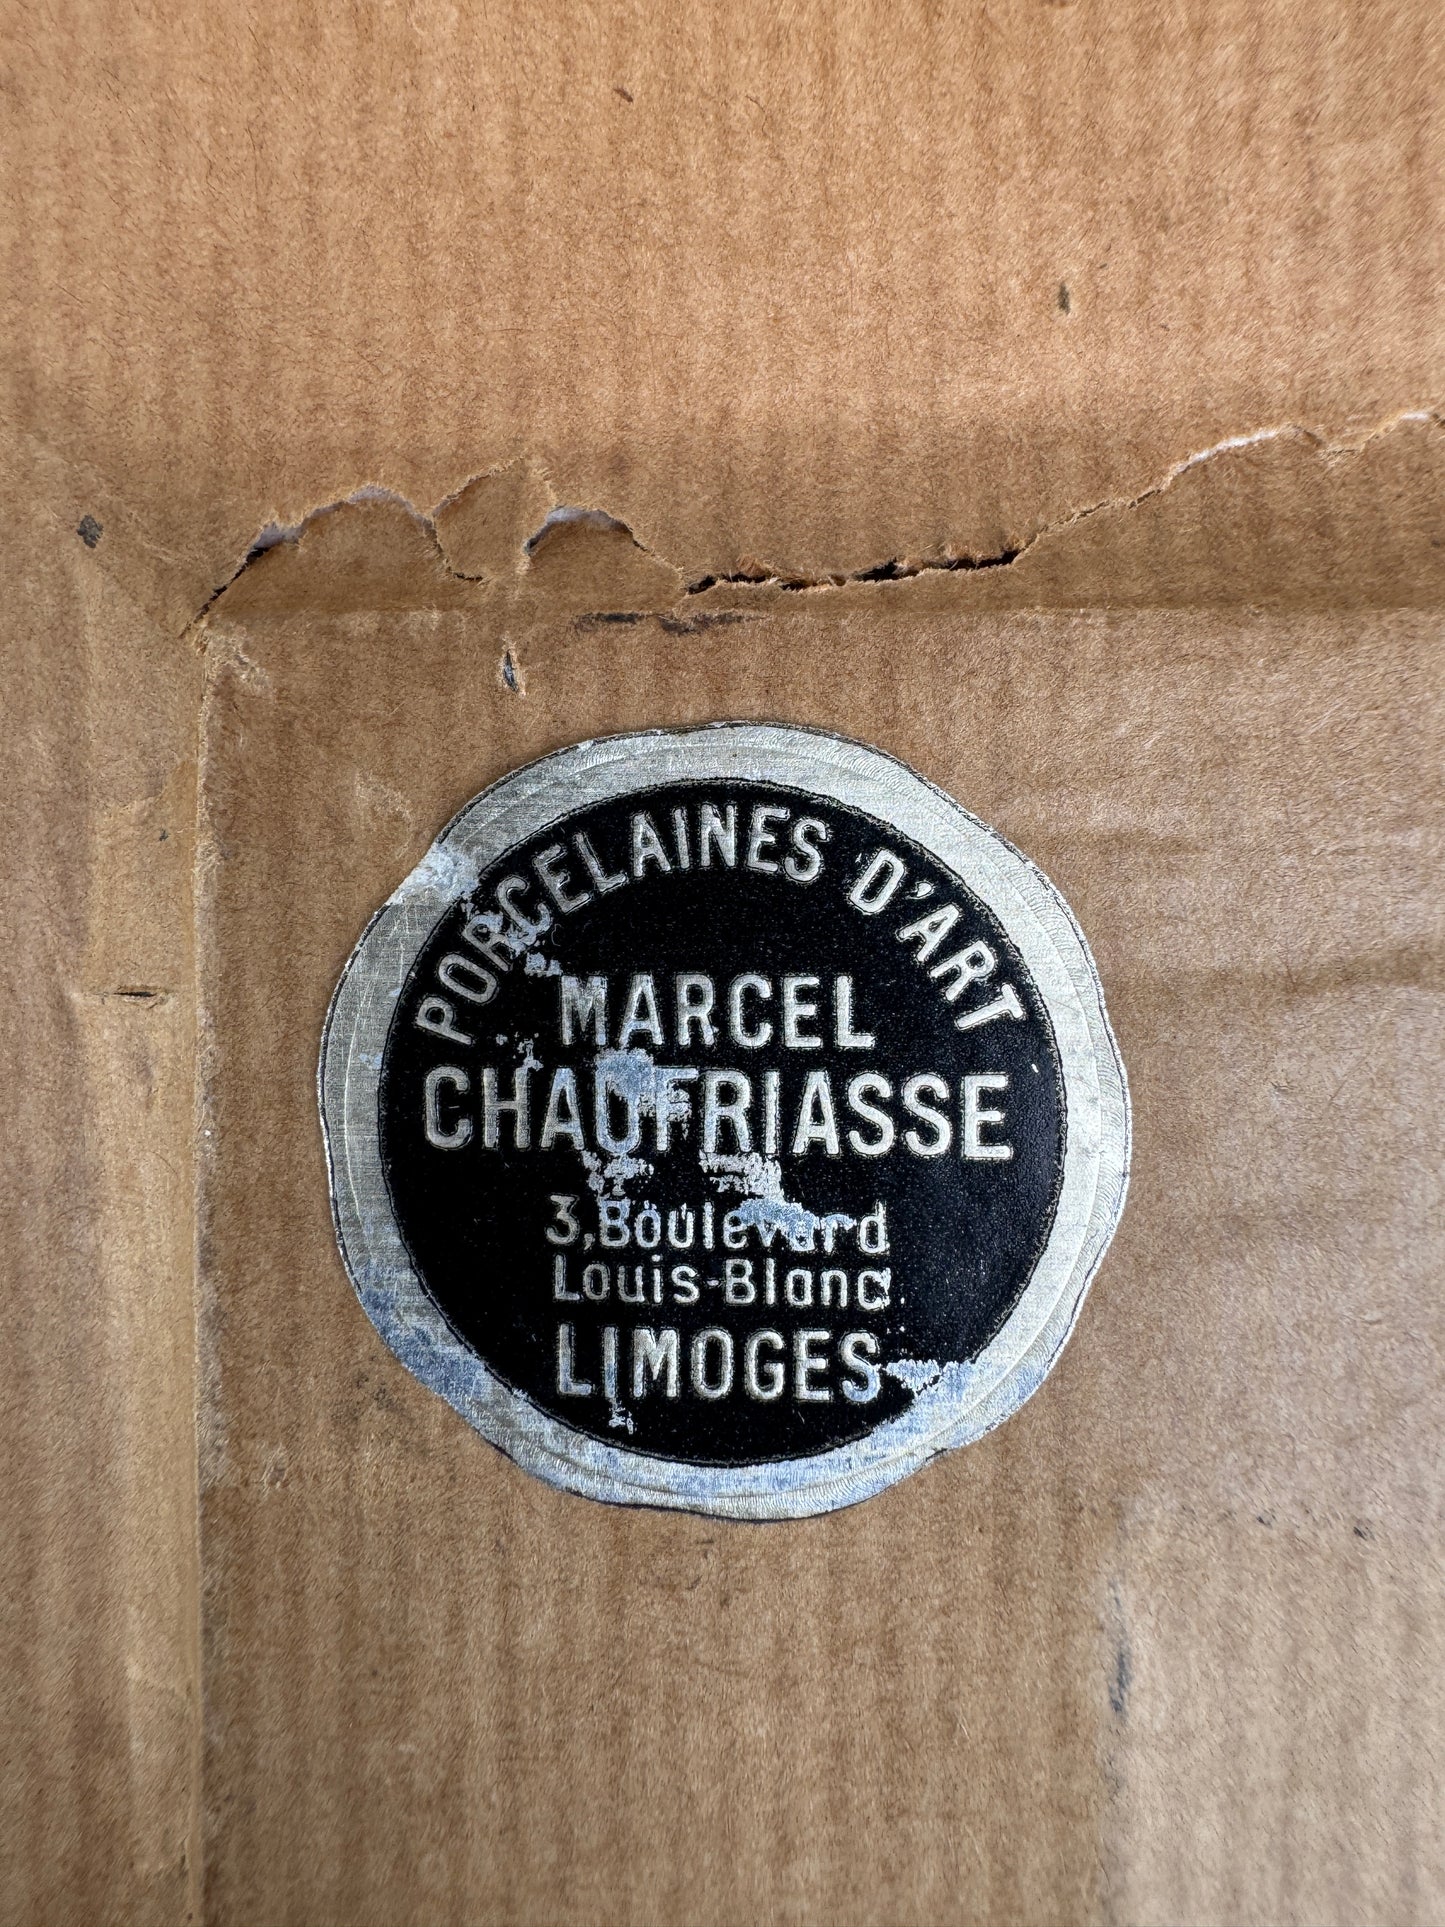 PORCELAINES D'ART
MARCEL
CHAUFRIASSE
3, Boulevard
Louis-Blanc
LIMOGES